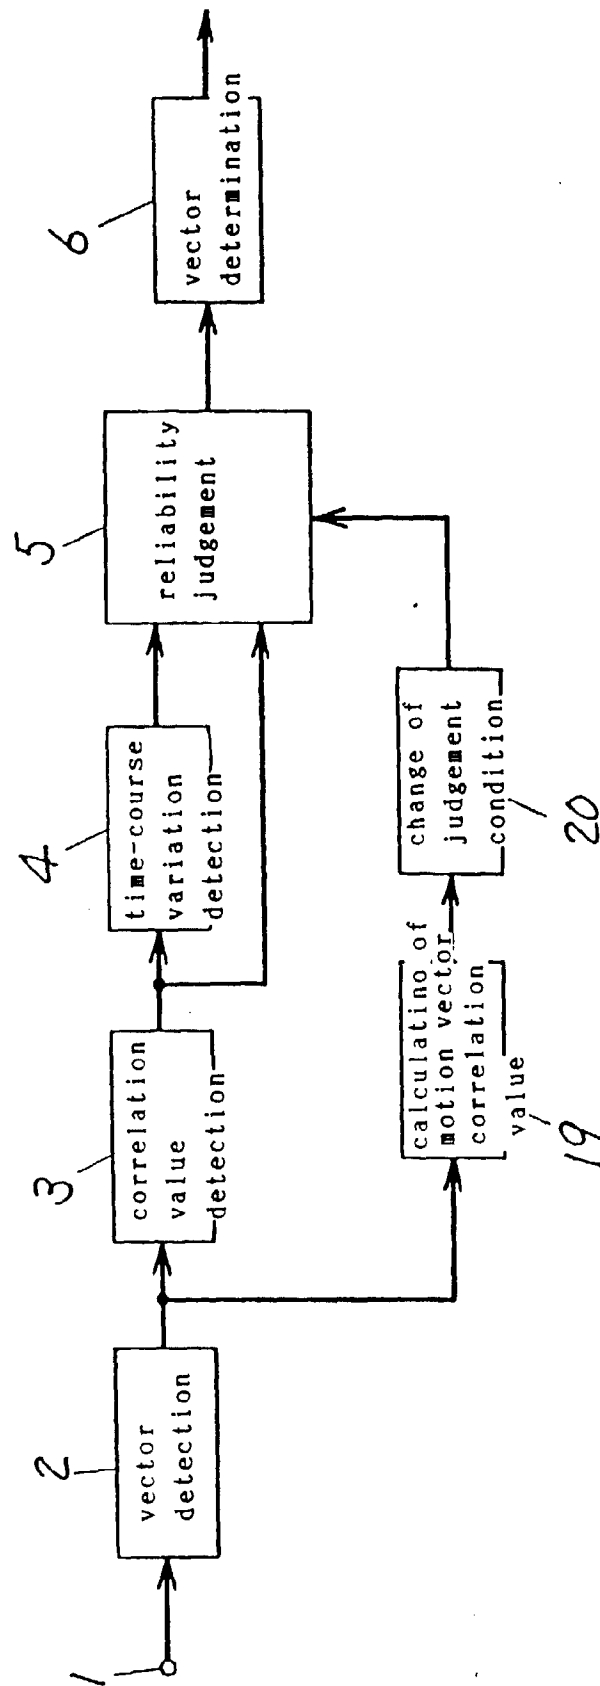 1
2
vector
detection
3
correlation
value
detection
4
time-course
variation
detection
5
reliability
judgement
6
vector
determination
calculatino of
motion vector
correlation
value
19
change of
judgement
condition
20